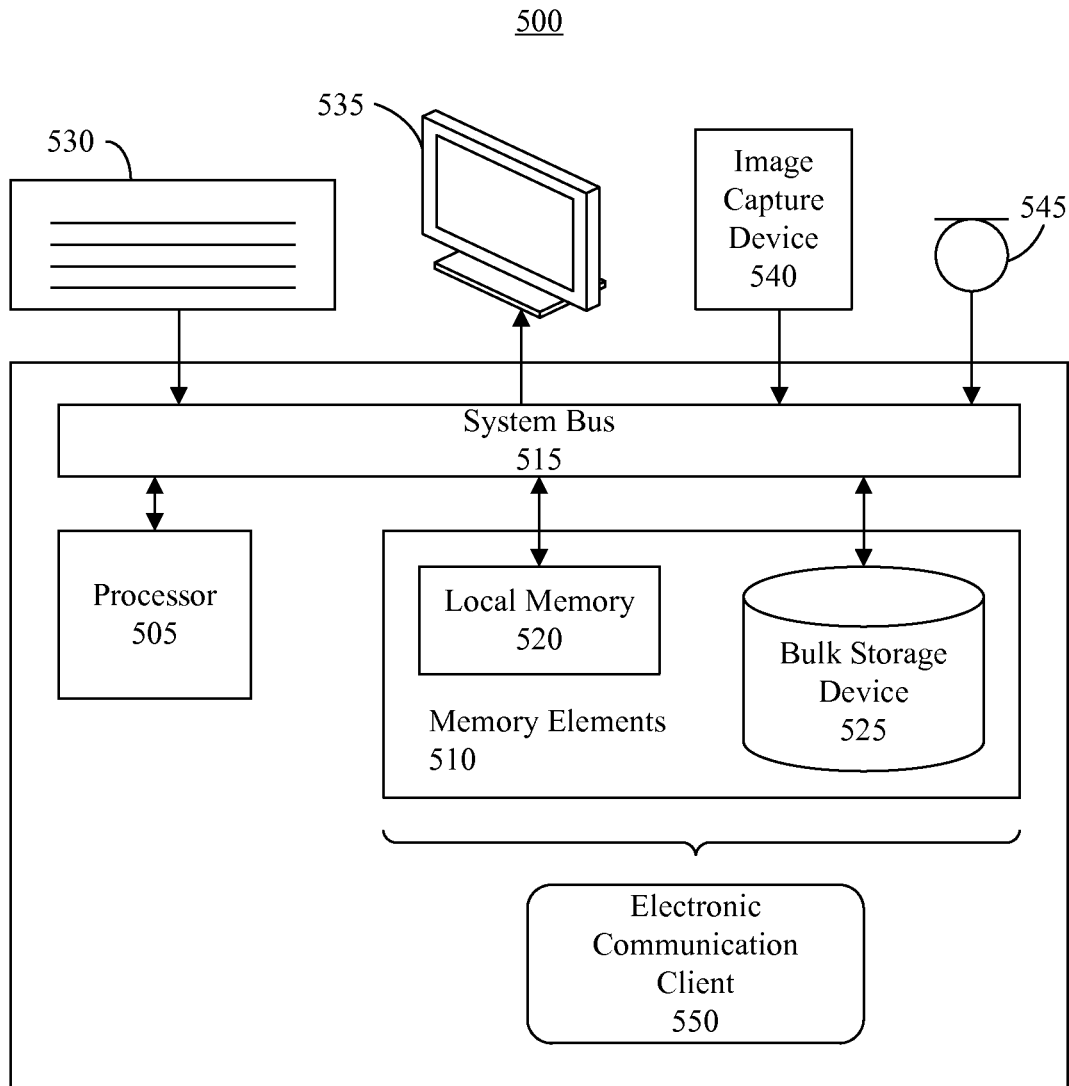 500
535
530
Image
Capture
Device
540
545
System Bus
515
Processor
505
Local Memory
520
Memory Elements
510
Bulk Storage
Device
525
Electronic
Communication
Client
550